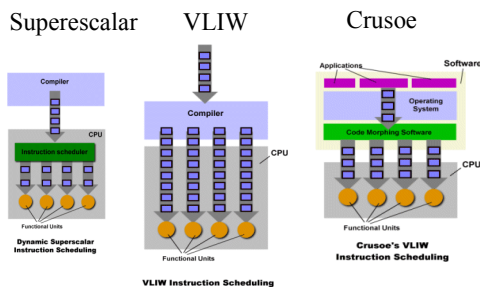 Superescalar
VLIW
Crusoe
Compiler
CPU
Instruction scheduler
Functional Units
Dynamic Superscalar
Instruction Scheduling
Compiler
CPU
Functional Units
VLIW Instruction Scheduling
Applications
Software
Operating
System
Code Morphing Software
CPU
Functional Units
Crusoe's VLIW
Instruction Scheduling